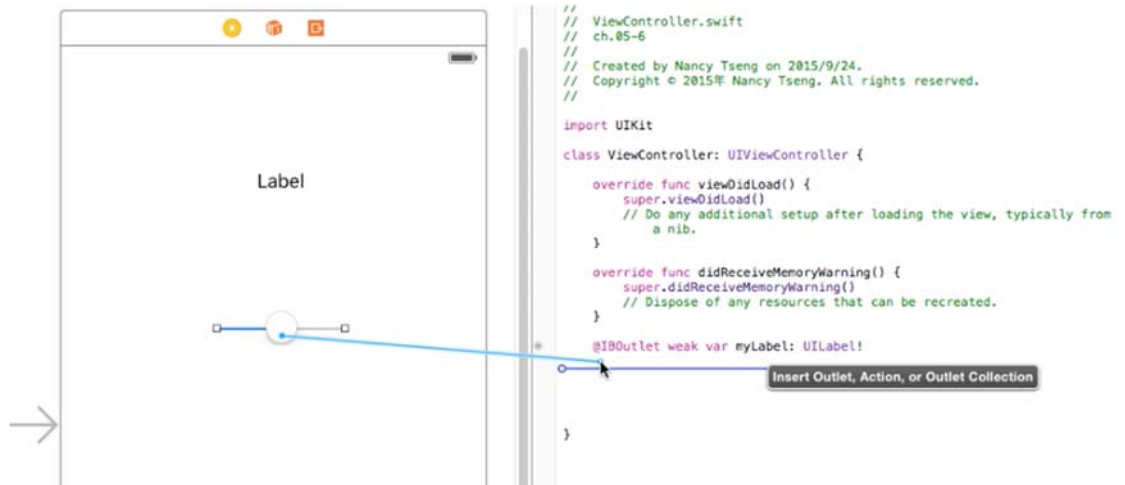 Label
//
// ViewController.swift
// ch.05-6
//
// Created by Nancy Tseng on 2015/9/24.
// Copyright © 2015年 Nancy Tseng. All rights reserved.
//
import UIKit
class ViewController: UIViewController {
override func viewDidLoad() {
super.viewDidLoad()
// Do any additional setup after loading the view, typically from
a nib.
}
override func didReceiveMemoryWarning() {
super.didReceiveMemoryWarning()
// Dispose of any resources that can be recreated.
}
@IBOutlet weak var myLabel: UILabel!
Insert Outlet, Action, or Outlet Collection
}